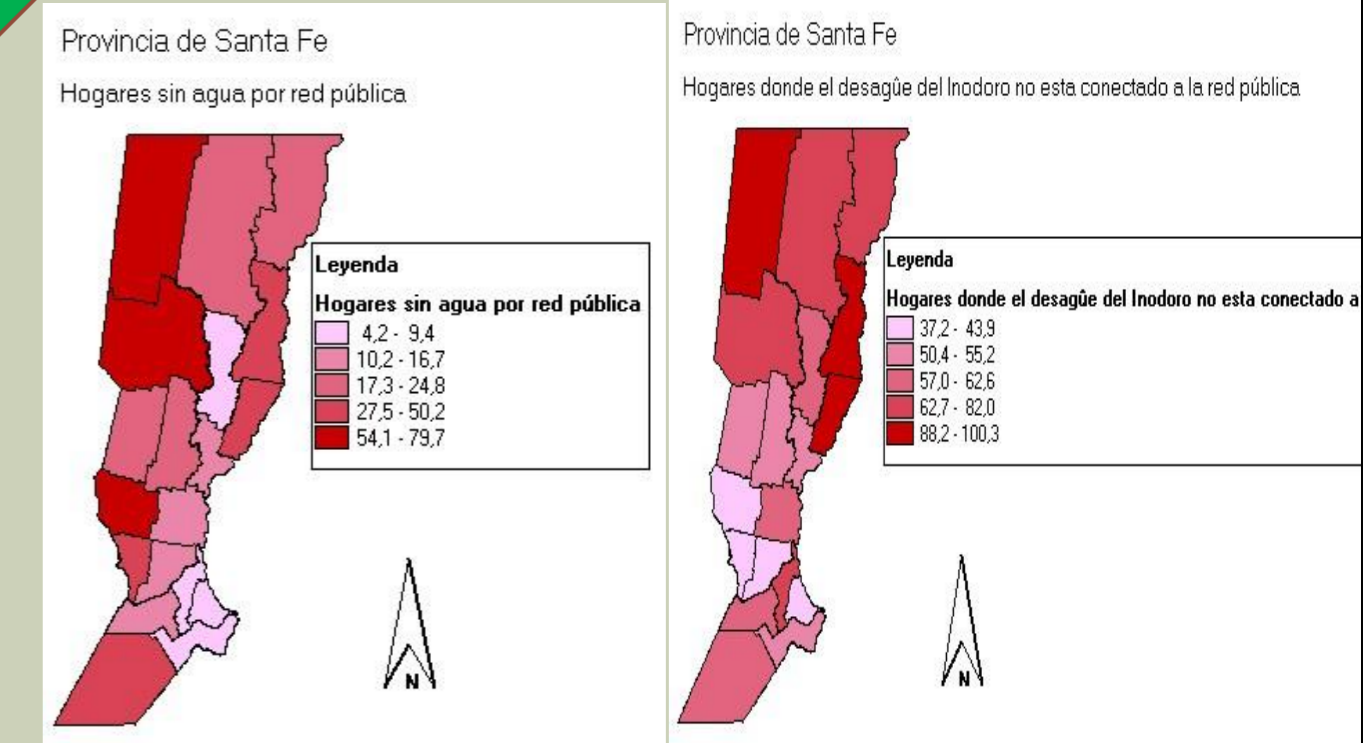 Provincia de Santa Fe
Hogares sin agua por red pública
Leyenda
Hogares sin agua por red pública
4,2 - 9,4
10,2 - 16,7
17,3 - 24,8
27,5 - 50,2
54,1 - 79,7
N
Provincia de Santa Fe
Hogares donde el desagûe del Inodoro no esta conectado a la red pública
Leyenda
Hogares donde el desagûe del Inodoro no esta conectado a
37,2 - 43,9
50,4 - 55,2
57,0 - 62,6
62,7 - 82,0
88,2 - 100,3
N